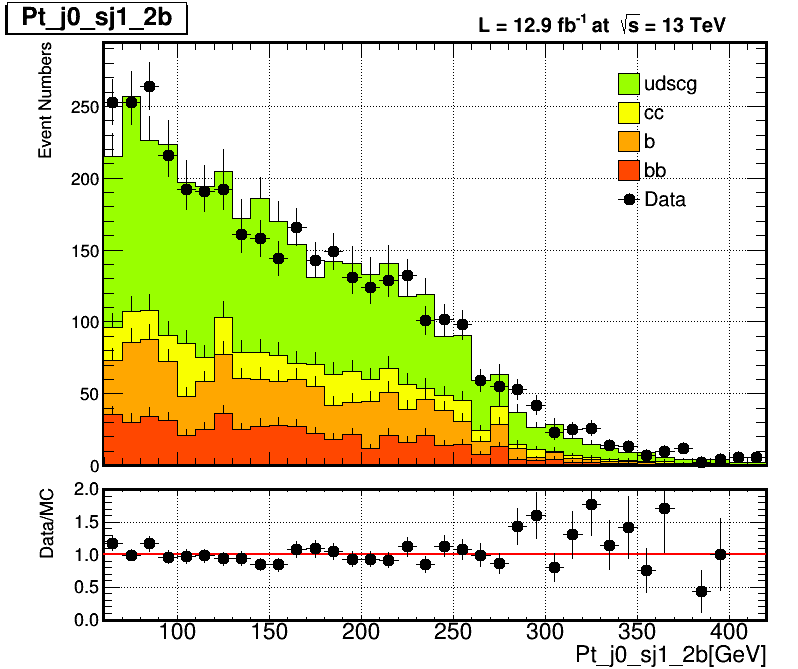 Pt_j0_sj1_2b
L = 12.9 fb-1 at √s = 13 TeV
Event Numbers
250
200
150
100
50
0
udscg
cc
b
bb
Data
Data/MC
2.0
1.5
1.0
0.5
0.0
100 150 200 250 300 350 400
Pt_j0_sj1_2b[GeV]